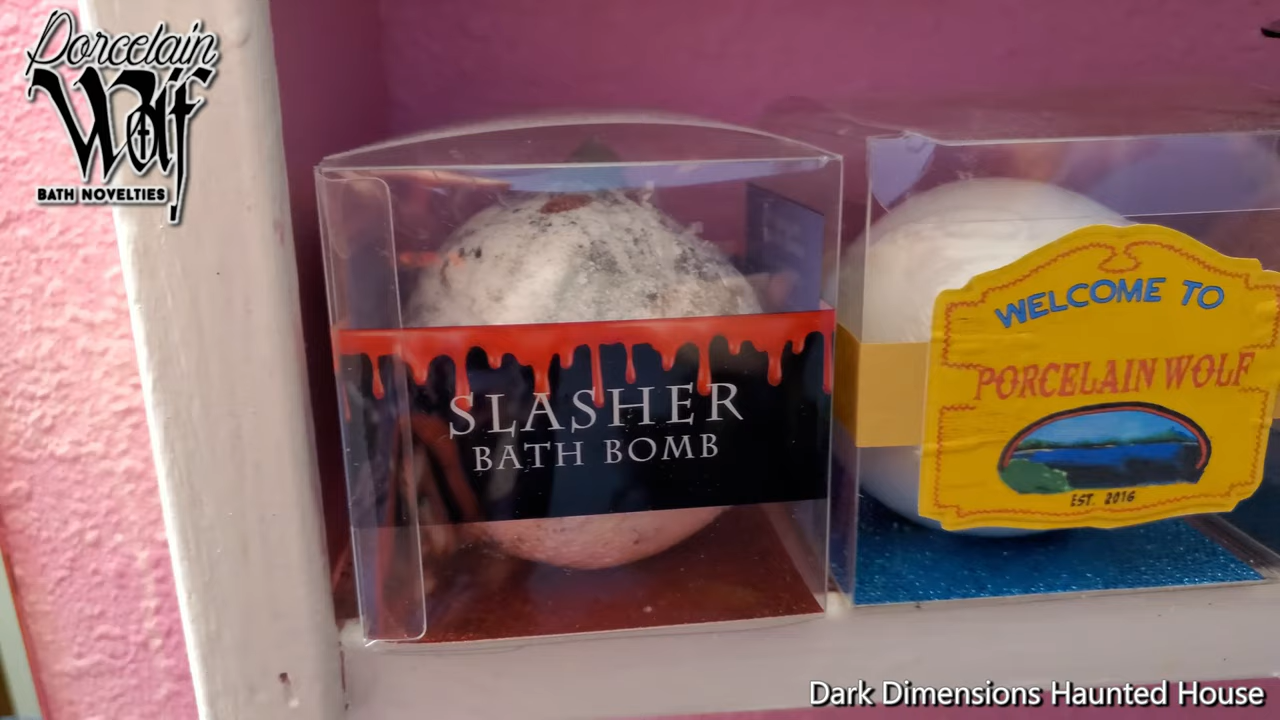 Porcelain
Wolf
BATH NOVELTIES
SLASHER
BATH BOMB
WELCOME TO
PORCELAIN WOLF
EST. 2016
Dark Dimensions Haunted House